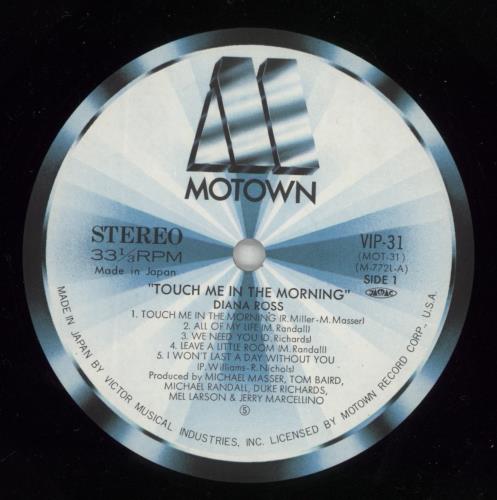 MOTOWN
STEREO
33⅓RPM
Made in Japan
VIP-31
(MOT-31)
(M-772L-A)
SIDE 1
JASRAC
"TOUCH ME IN THE MORNING"
DIANA ROSS
1. TOUCH ME IN THE MORNING (R. Miller-M. Masser)
2. ALL OF MY LIFE (M. Randall)
3. WE NEED YOU (D. Richards)
4. LEAVE A LITTLE ROOM (M. Randall)
5. I WON'T LAST A DAY WITHOUT YOU
(P. Williams-R. Nichols)
Produced by MICHAEL MASSER, TOM BAIRD,
MICHAEL RANDALL, DUKE RICHARDS,
MEL LARSON & JERRY MARCELLINO
Ⓢ
MADE IN JAPAN BY VICTOR MUSICAL INDUSTRIES, INC. LICENSED BY MOTOWN RECORD CORP., U.S.A.